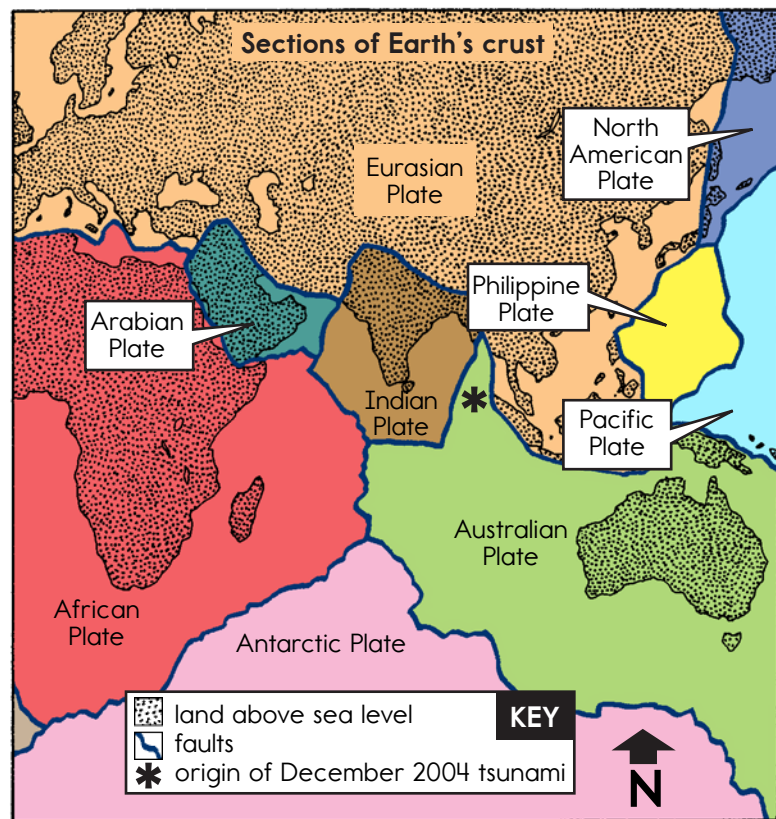 Sections of Earth's crust
North
American
Plate
Eurasian
Plate
Philippine
Plate
Arabian
Plate
Indian
Plate
Pacific
Plate
Australian
Plate
African
Plate
Antarctic Plate
KEY
land above sea level
faults
* origin of December 2004 tsunami
N